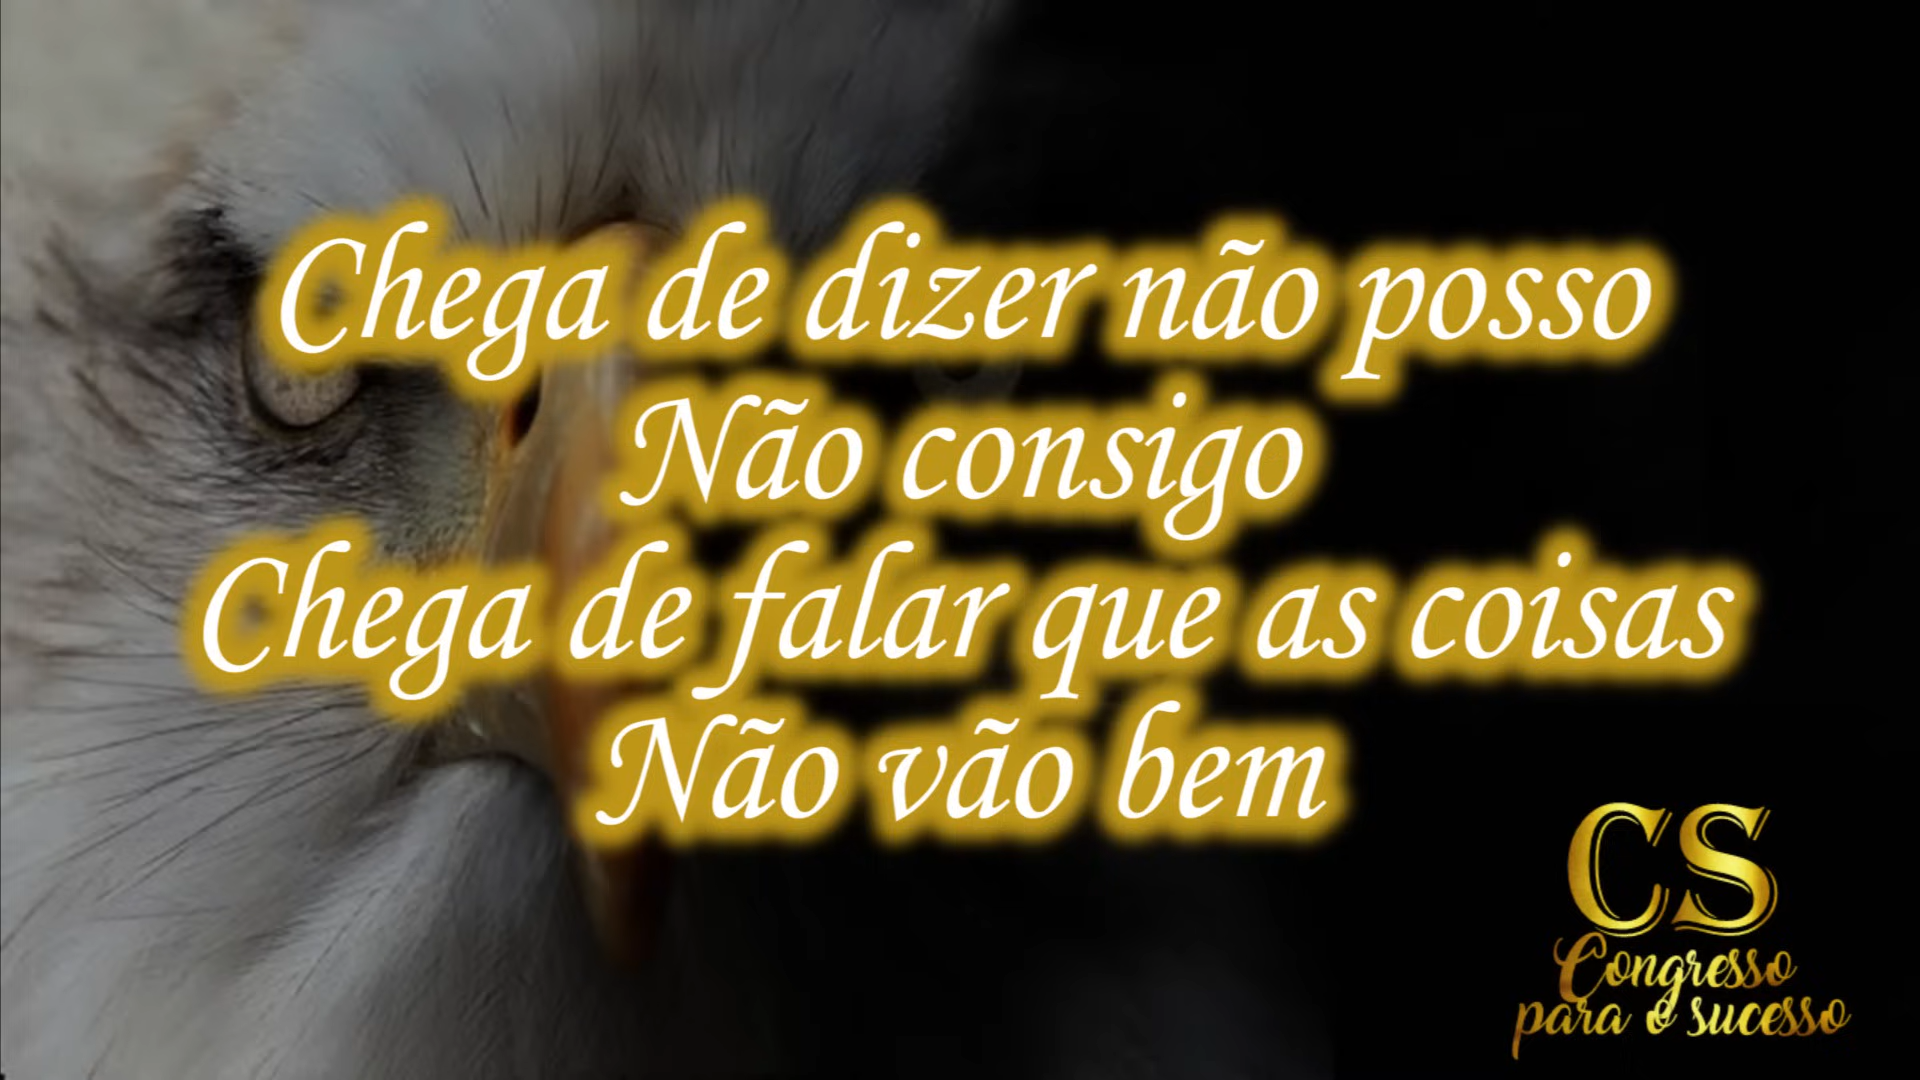 Chega de dizer não posso
Não consigo
Chega de falar que as coisas
Não vão bem
CS
Congresso
para o sucesso